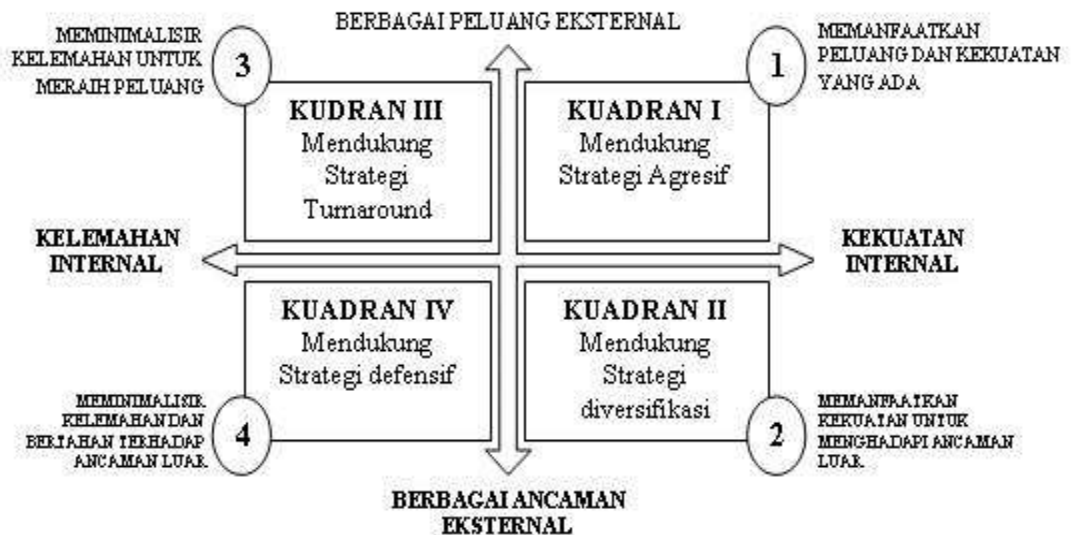 BERBAGAI PELUANG EKSTERNAL
MEMINIMALISIR
KELEMAHAN UNTUK
MERAIH PELUANG
3
1
MEMANFAATKAN
PELUANG DAN KEKUATAN
YANG ADA
KUDRAN III
Mendukung
Strategi
Turnaround
KUADRAN I
Mendukung
Strategi Agresif
KELEMAHAN
INTERNAL
KEKUATAN
INTERNAL
KUADRAN IV
Mendukung
Strategi defensif
KUADRAN II
Mendukung
Strategi
diversifikasi
MEMINIMALISIR
KELEMAHAN DAN
BERTAHAN TERHADAP
ANCAMAN LUAR
4
2
MEMANFAATKAN
KEKUATAN UNTUK
MENGHADAPI ANCAMAN
LUAR
BERBAGAI ANCAMAN
EKSTERNAL